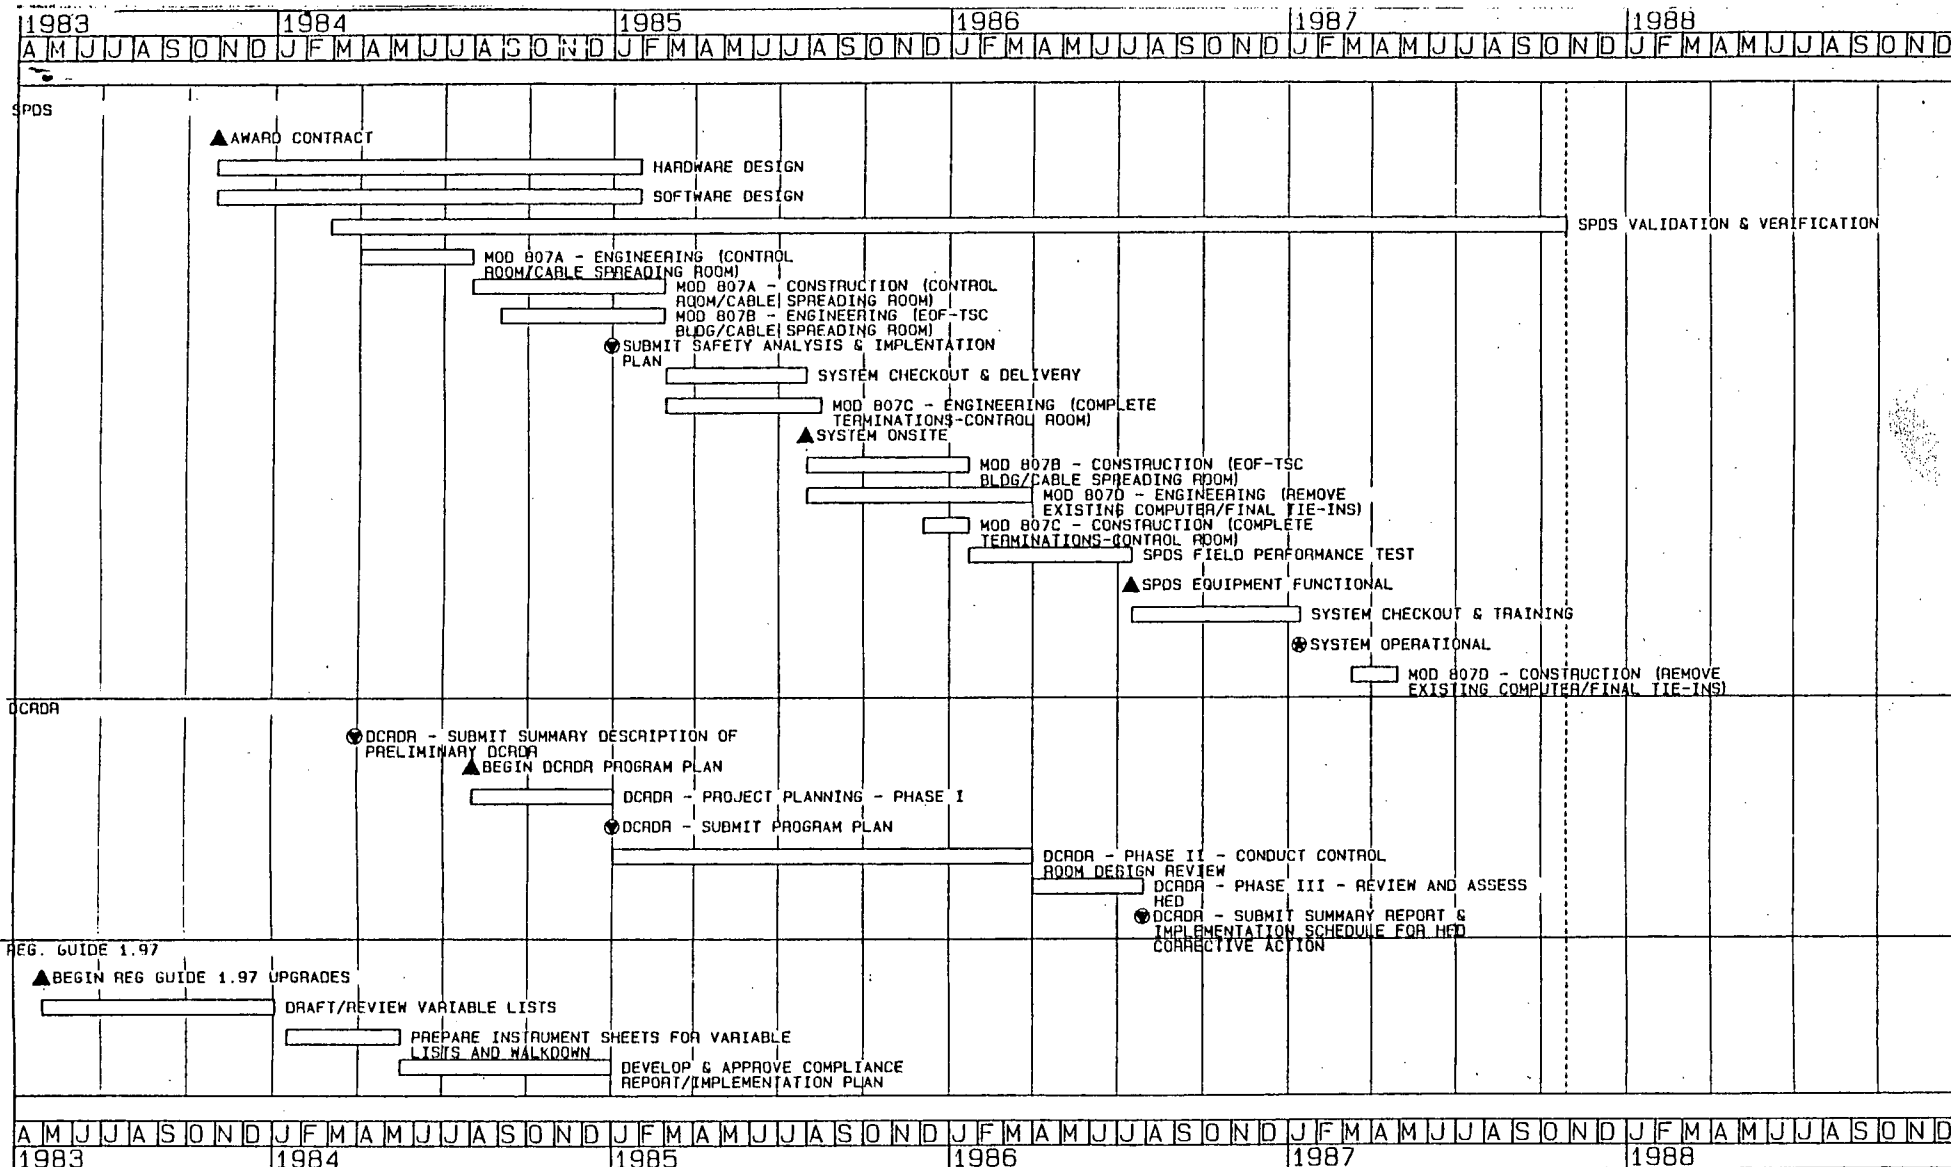 1983 1984 1985 1986 1987 1988
A M J J A S O N D J F M A M J J A S O N D J F M A M J J A S O N D J F M A M J J A S O N D J F M A M J J A S O N D J F M A M J J A S O N D
SPDS
AWARD CONTRACT
HARDWARE DESIGN
SOFTWARE DESIGN
SPDS VALIDATION & VERIFICATION
MOD 807A - ENGINEERING (CONTROL
ROOM/CABLE SPREADING ROOM)
MOD 807A - CONSTRUCTION (CONTROL
ROOM/CABLE SPREADING ROOM)
MOD 807B - ENGINEERING (EOF-TSC
BLDG/CABLE SPREADING ROOM)
SUBMIT SAFETY ANALYSIS & IMPLENTATION
PLAN
SYSTEM CHECKOUT & DELIVERY
MOD 807C - ENGINEERING (COMPLETE
TERMINATIONS-CONTROL ROOM)
SYSTEM ONSITE
MOD 807B - CONSTRUCTION (EOF-TSC
BLDG/CABLE SPREADING ROOM)
MOD 807D - ENGINEERING (REMOVE
EXISTING COMPUTER/FINAL TIE-INS)
MOD 807C - CONSTRUCTION (COMPLETE
TERMINATIONS-CONTROL ROOM)
SPDS FIELD PERFORMANCE TEST
SPDS EQUIPMENT FUNCTIONAL
SYSTEM CHECKOUT & TRAINING
SYSTEM OPERATIONAL
MOD 807D - CONSTRUCTION (REMOVE
EXISTING COMPUTER/FINAL TIE-INS)
DCRDR
DCRDR - SUBMIT SUMMARY DESCRIPTION OF
PRELIMINARY DCRDR
BEGIN DCRDR PROGRAM PLAN
DCRDR - PROJECT PLANNING - PHASE I
DCRDR - SUBMIT PROGRAM PLAN
DCRDR - PHASE II - CONDUCT CONTROL
ROOM DESIGN REVIEW
DCRDR - PHASE III - REVIEW AND ASSESS
HED
DCRDR - SUBMIT SUMMARY REPORT &
IMPLEMENTATION SCHEDULE FOR HED
CORRECTIVE ACTION
REG. GUIDE 1.97
BEGIN REG GUIDE 1.97 UPGRADES
DRAFT/REVIEW VARIABLE LISTS
PREPARE INSTRUMENT SHEETS FOR VARIABLE
LISTS AND WALKDOWN
DEVELOP & APPROVE COMPLIANCE
REPORT/IMPLEMENTATION PLAN
A M J J A S O N D J F M A M J J A S O N D J F M A M J J A S O N D J F M A M J J A S O N D J F M A M J J A S O N D J F M A M J J A S O N D
1983 1984 1985 1986 1987 1988